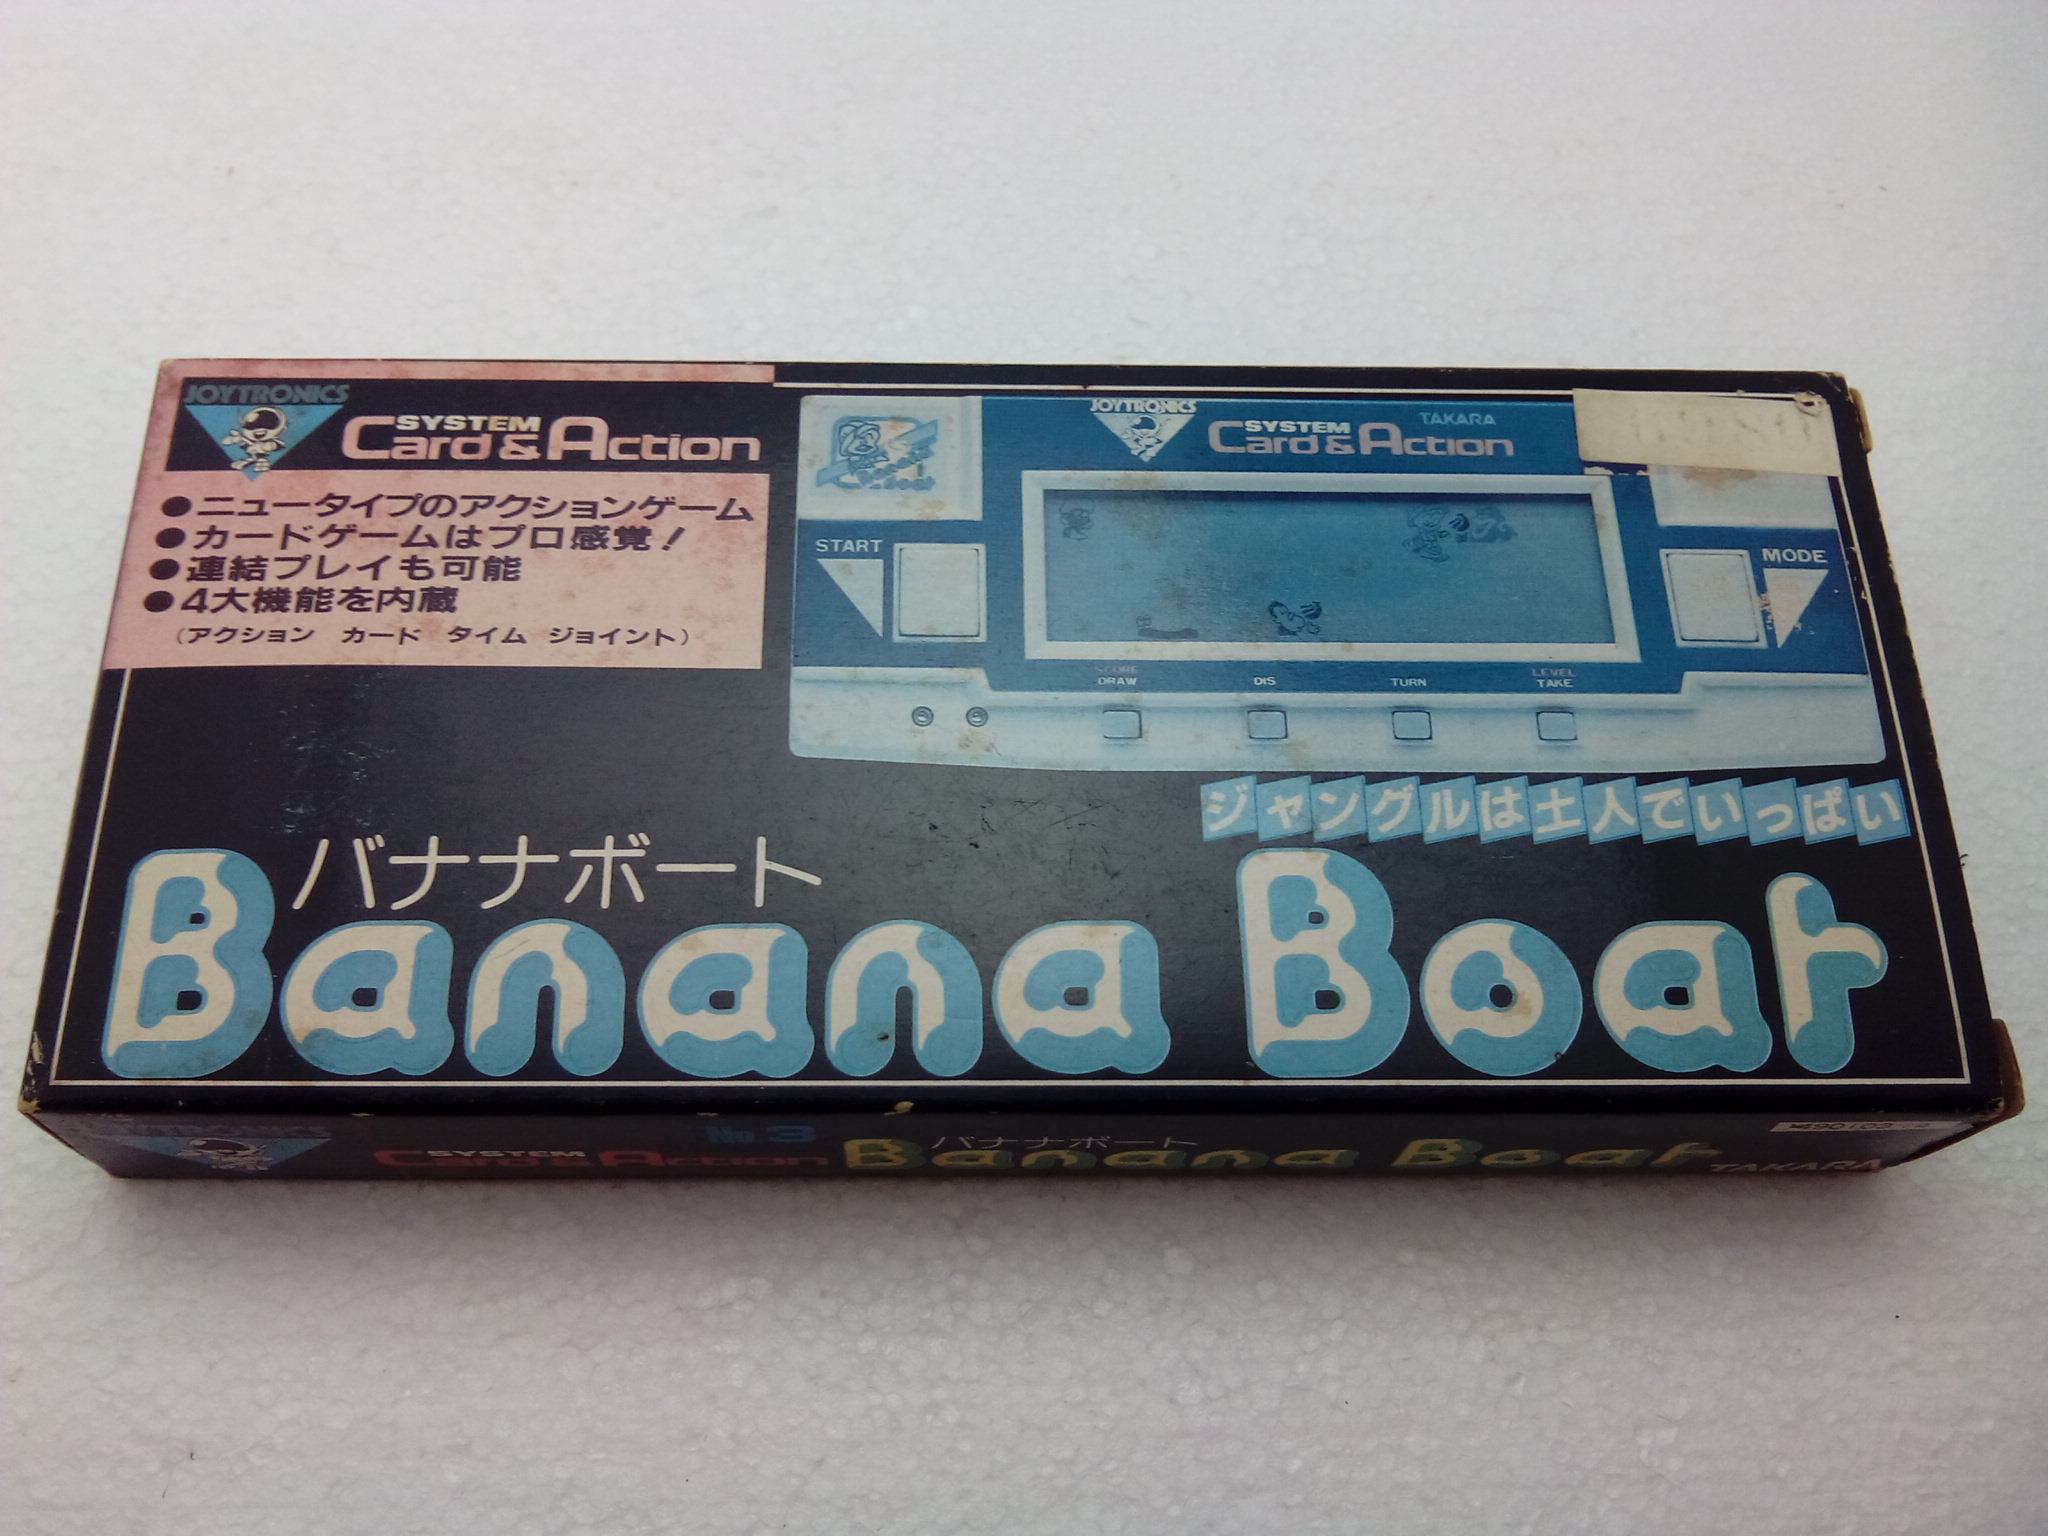 JOYTRONICS
SYSTEM
Card & Action
●ニュータイプのアクションゲーム
●カードゲームはプロ感覚！
●連結プレイも可能
●4大機能を内蔵
（アクション カード タイム ジョイント）
JOYTRONICS
SYSTEM
Card & Action
TAKARA
START
MODE
SCORE
DRAW
DIS
TURN
LEVEL
TAKE
ジャングルは土人でいっぱい
バナナボート
Banana Boat
JOYTRONICS
SYSTEM
Card & Action
No.3
バナナボート
Banana Boat
TAKARA